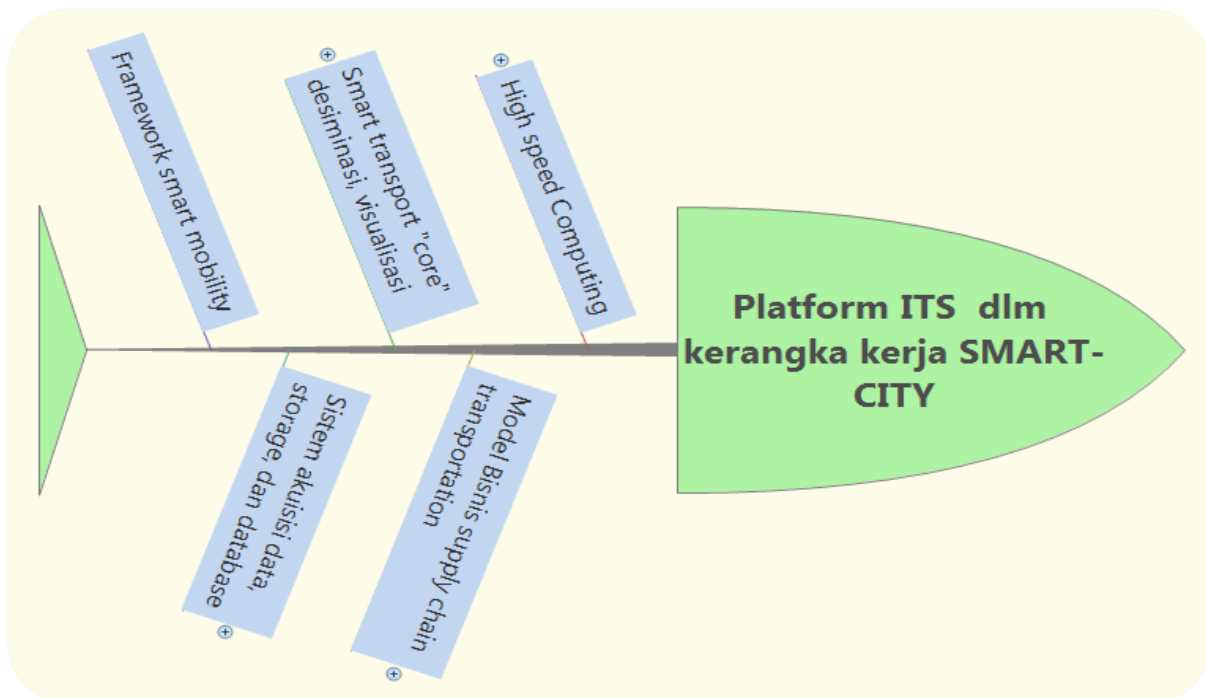 Framework smart mobility
Smart transport "core"
desiminasi, visualisasi
High speed Computing
Platform ITS dlm
kerangka kerja SMART-
CITY
Sistem akuisisi data,
storage, dan database
Model Bisnis supply chain
transportation